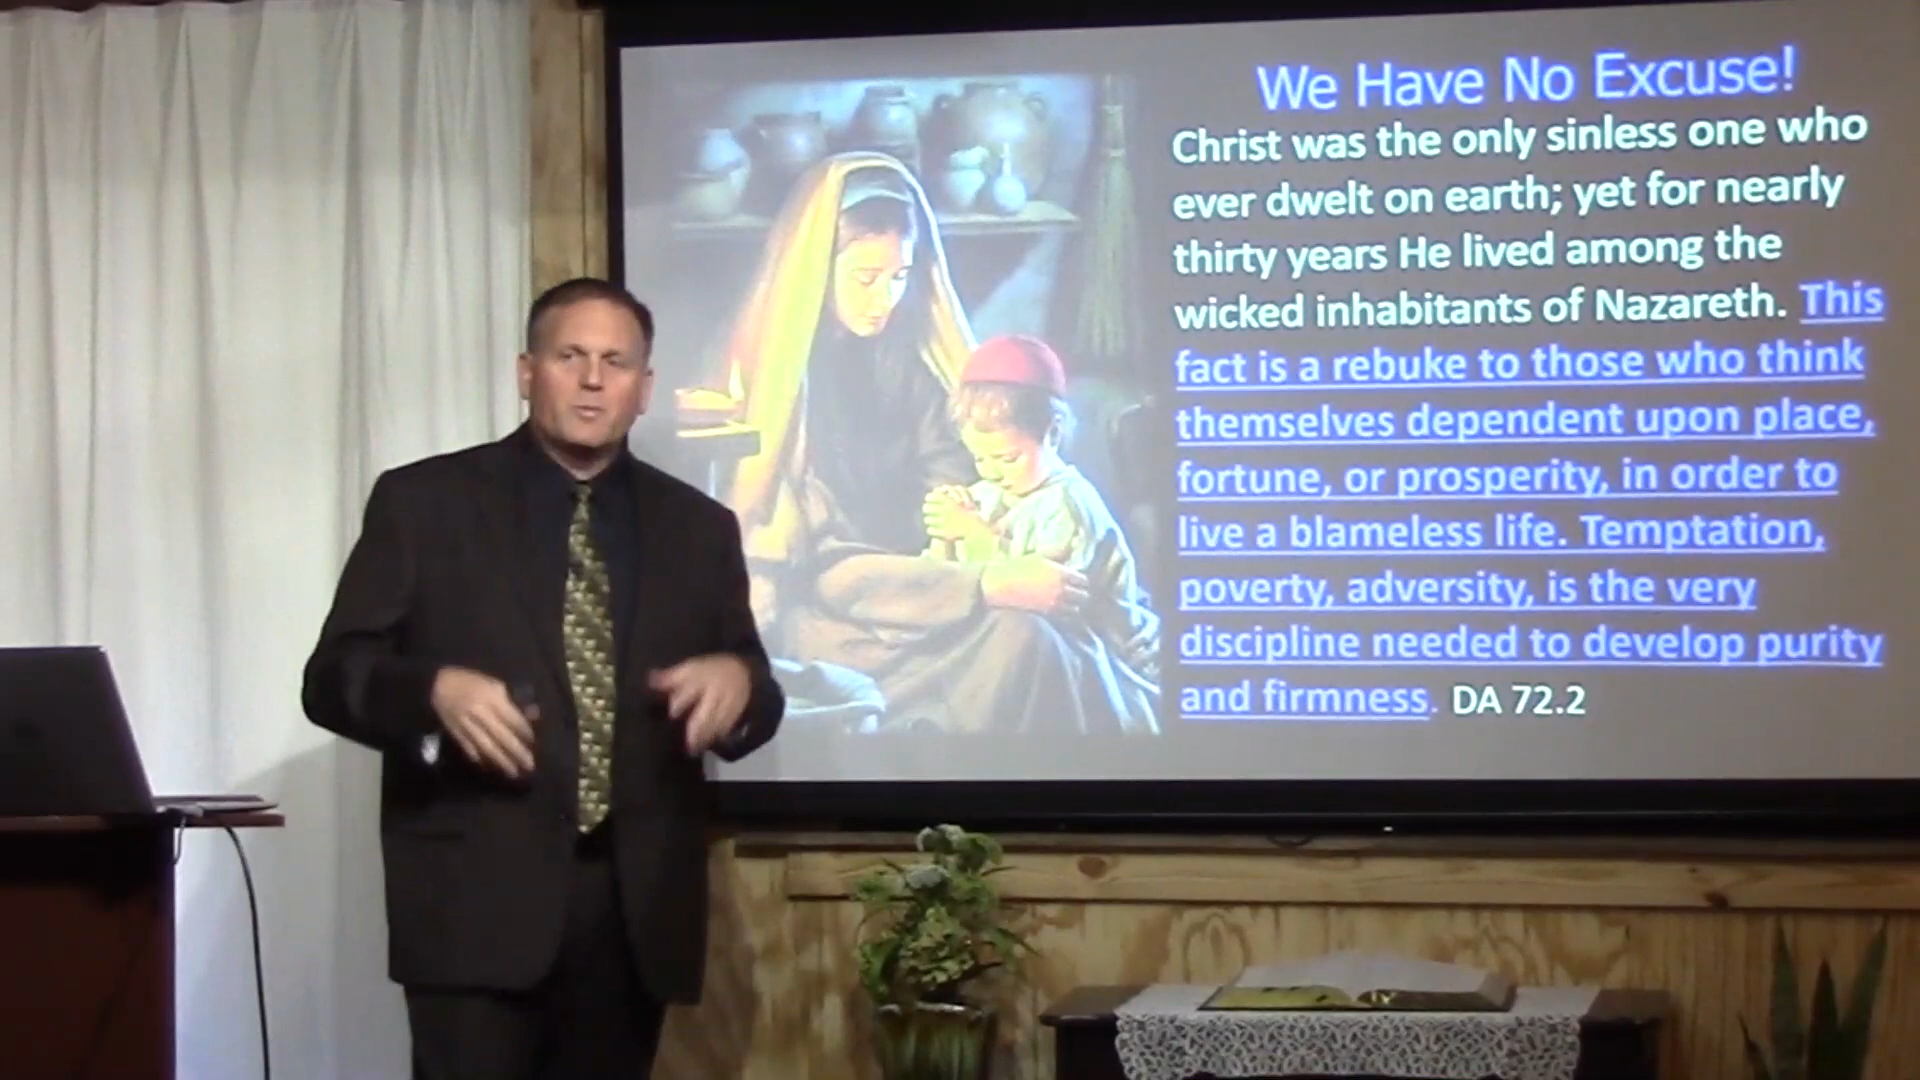 We Have No Excuse!
Christ was the only sinless one who
ever dwelt on earth; yet for nearly
thirty years He lived among the
wicked inhabitants of Nazareth. This
fact is a rebuke to those who think
themselves dependent upon place,
fortune, or prosperity, in order to
live a blameless life. Temptation,
poverty, adversity, is the very
discipline needed to develop purity
and firmness. DA 72.2